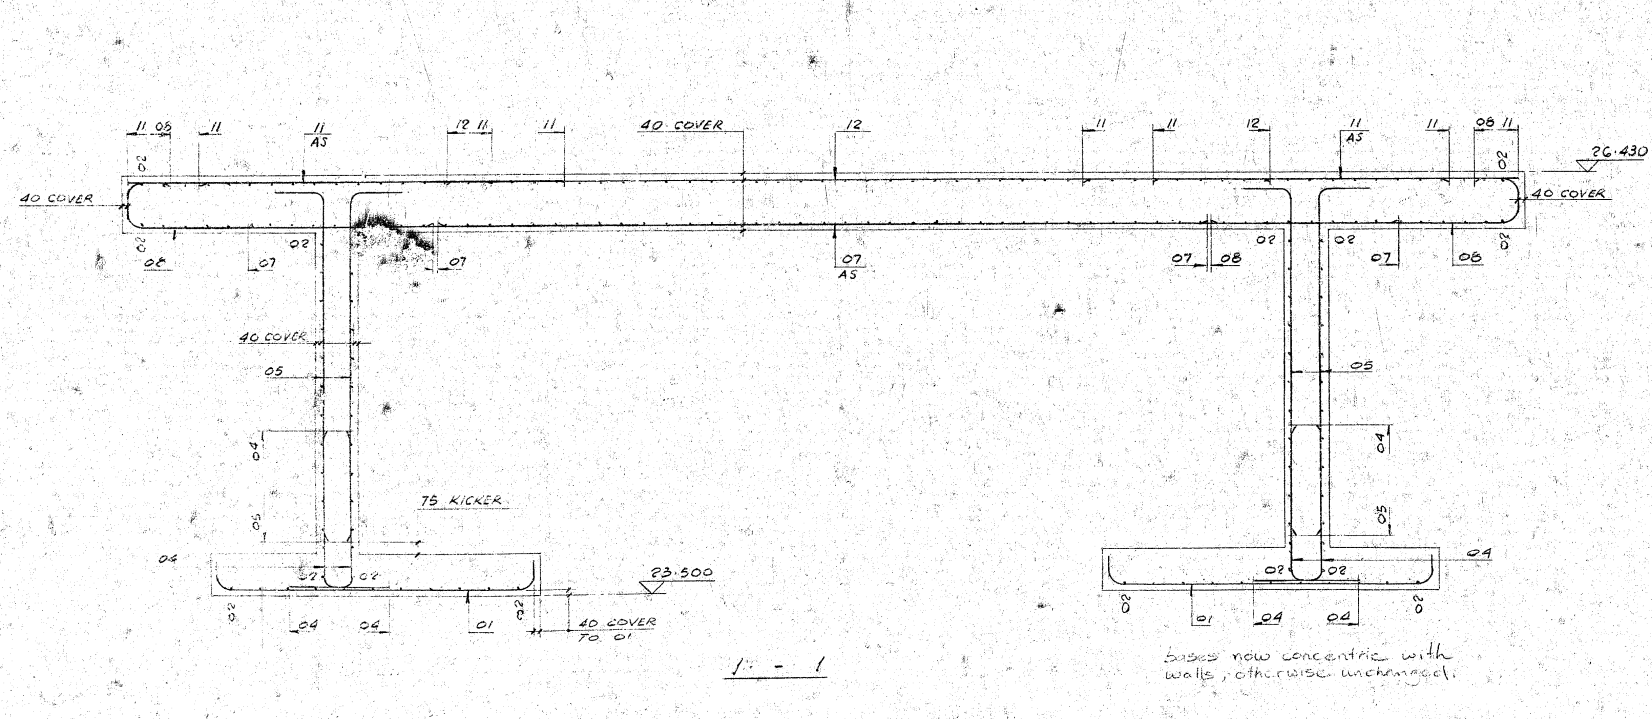 11 08 11 11 12 11 11 40 COVER 12 11 11 12 11 11 08 11
AS AS
02 02 26.430
40 COVER 40 COVER
02 02 02 02 02
08 07 07 07 07 08 07 08
AS
40 COVER
05 05
04 04
75 KICKER
05 05
04 04
02 02 23.500 02 02
02 02 02 02
04 04 01 40 COVER 01 04 04
TO 01
bases now concentric with
walls, otherwise unchanged.